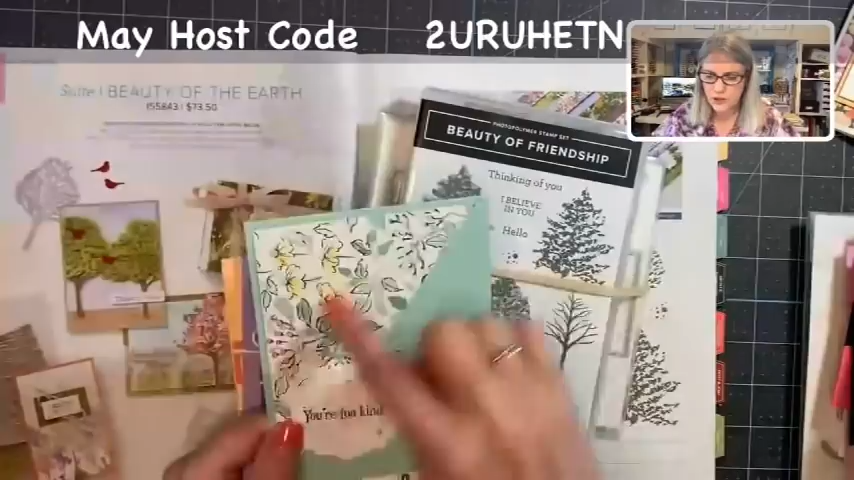 May Host Code 2URUHETN
Suite | BEAUTY OF THE EARTH
155843 | $73.50
PHOTOPOLYMER STAMP SET
BEAUTY OF FRIENDSHIP
Thinking of you
I BELIEVE
IN YOU
Hello
You're too kind